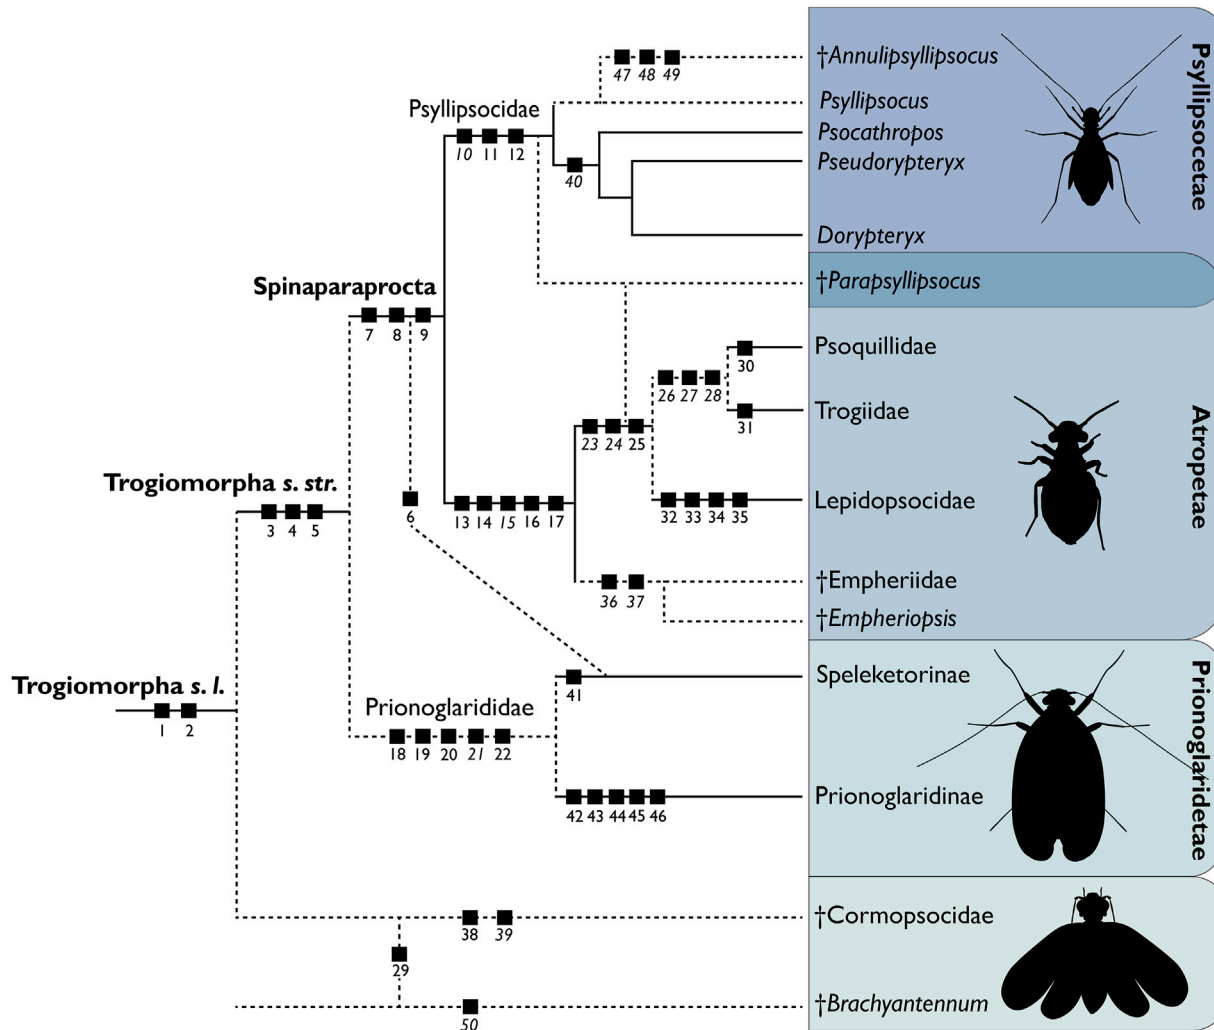 †Annulipsyllipsocus
47 48 49
Psyllipsocidae
Psyllipsocus
10 11 12
Psocathropos
Pseudorypteryx
40
Dorypteryx
Psyllipsocetae
Spinaparaprocta
†Parapsyllipsocus
7 8 9
Psoquillidae
30
26 27 28
Trogiidae
31
23 24 25
Atropetae
Trogiomorpha s. str.
Lepidopsocidae
6
13 14 15 16 17
32 33 34 35
3 4 5
†Empheriidae
36 37
†Empheriopsis
Trogiomorpha s. l.
Speleketorinae
41
1 2
Prionoglarididae
18 19 20 21 22
Prionoglaridinae
42 43 44 45 46
Prionoglaridetae
†Cormopsocidae
38 39
29
†Brachyantennum
50